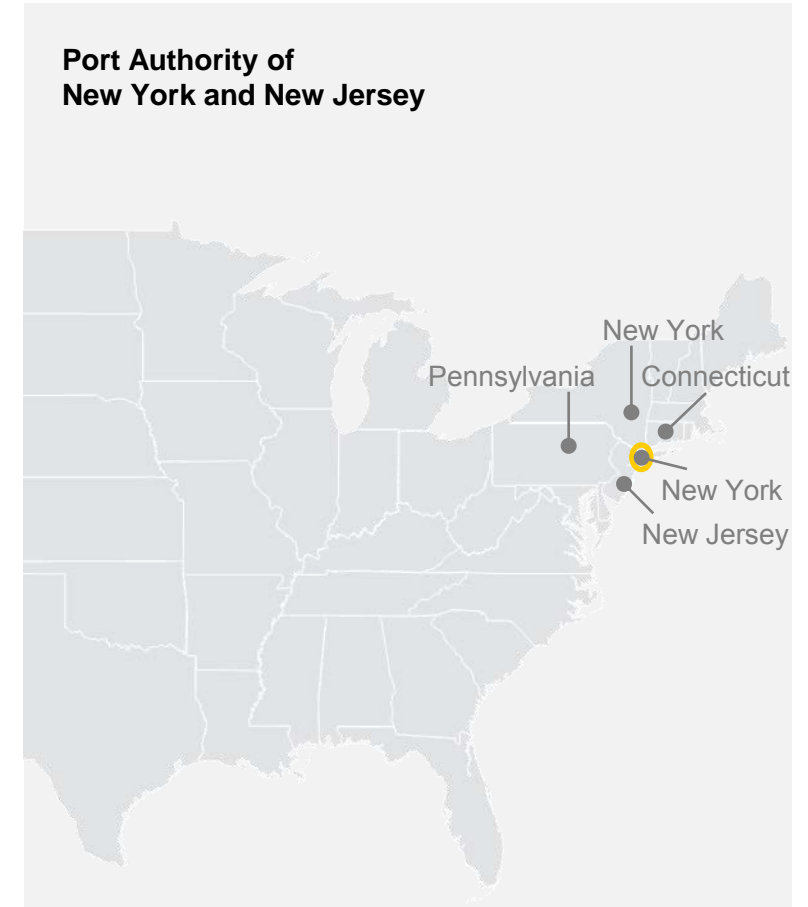 Port Authority of
New York and New Jersey
New York
Pennsylvania
Connecticut
New York
New Jersey